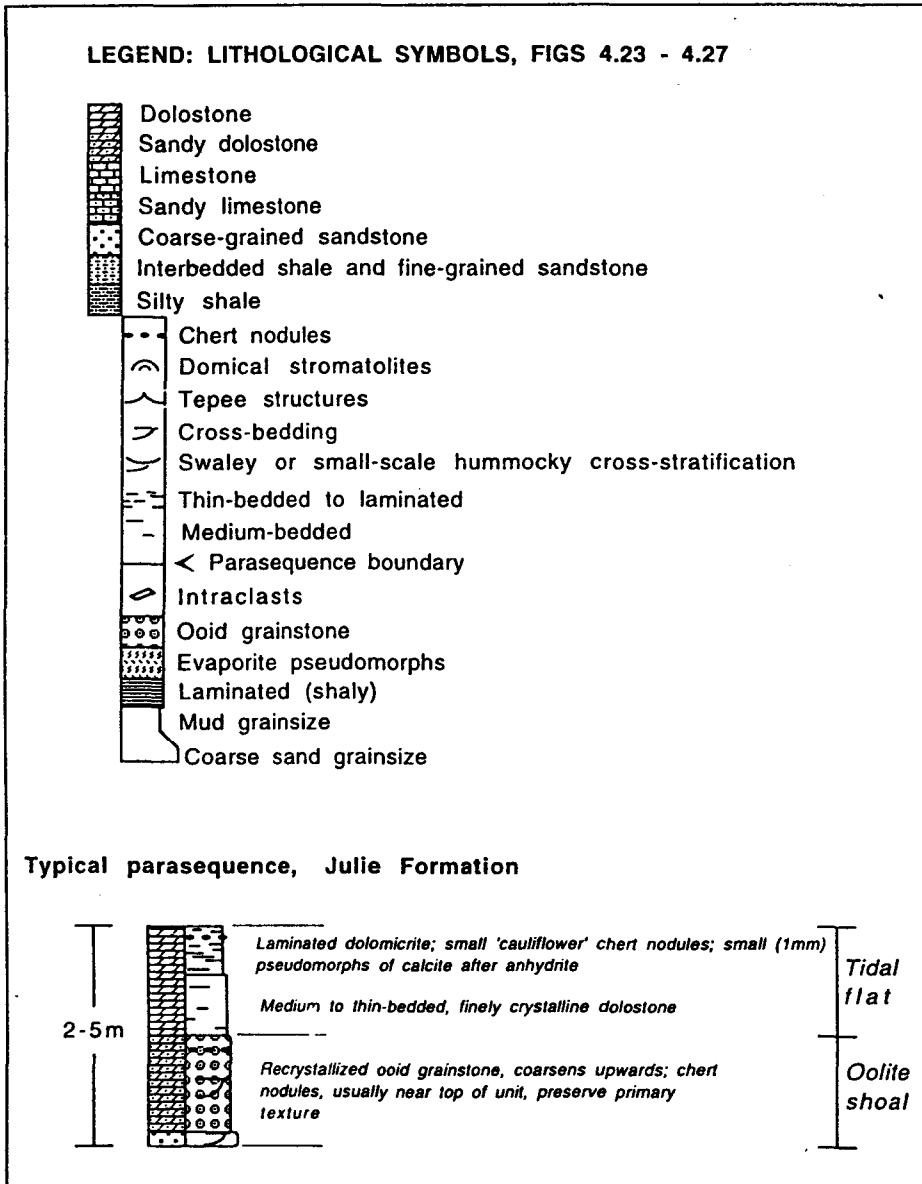 LEGEND: LITHOLOGICAL SYMBOLS, FIGS 4.23 - 4.27
Dolostone
Sandy dolostone
Limestone
Sandy limestone
Coarse-grained sandstone
Interbedded shale and fine-grained sandstone
Silty shale
Chert nodules
Domical stromatolites
Tepee structures
Cross-bedding
Swaley or small-scale hummocky cross-stratification
Thin-bedded to laminated
Medium-bedded
< Parasequence boundary
Intraclasts
Ooid grainstone
Evaporite pseudomorphs
Laminated (shaly)
Mud grainsize
Coarse sand grainsize
Typical parasequence, Julie Formation
2-5m
Laminated dolomicrite; small 'cauliflower' chert nodules; small (1mm)
pseudomorphs of calcite after anhydrite
Medium to thin-bedded, finely crystalline dolostone
Tidal
flat
Recrystallized ooid grainstone, coarsens upwards; chert
nodules, usually near top of unit, preserve primary
texture
Oolite
shoal